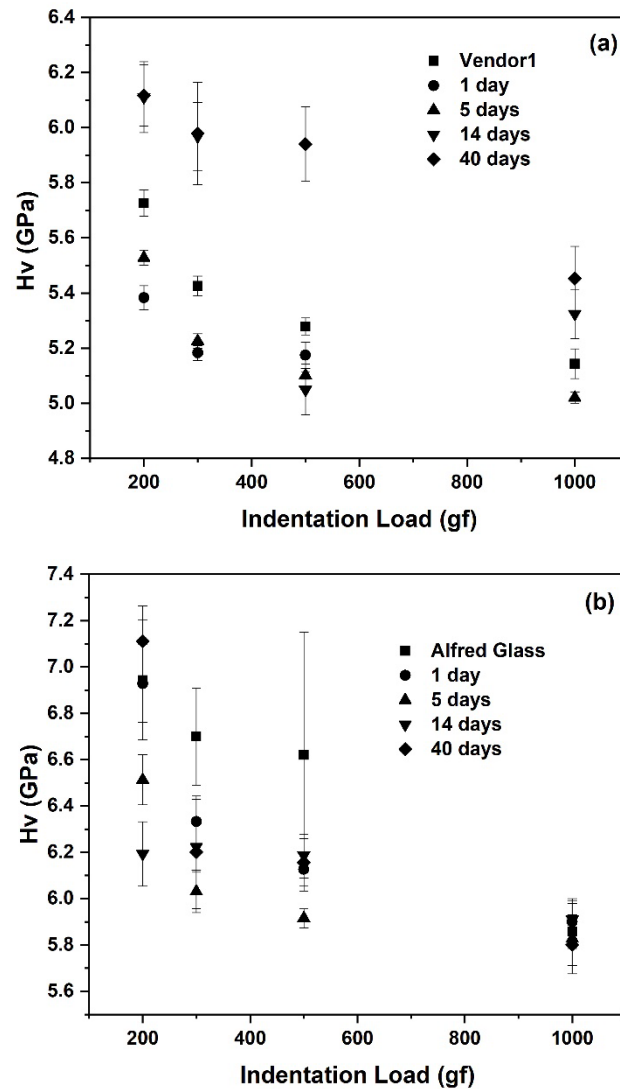 6.4
(a)
6.2
6.0
5.8
5.6
5.4
5.2
5.0
4.8
Hv (GPa)
Vendor1
1 day
5 days
14 days
40 days
200 400 600 800 1000
Indentation Load (gf)
7.4
(b)
7.2
7.0
6.8
6.6
6.4
6.2
6.0
5.8
5.6
Hv (GPa)
Alfred Glass
1 day
5 days
14 days
40 days
200 400 600 800 1000
Indentation Load (gf)